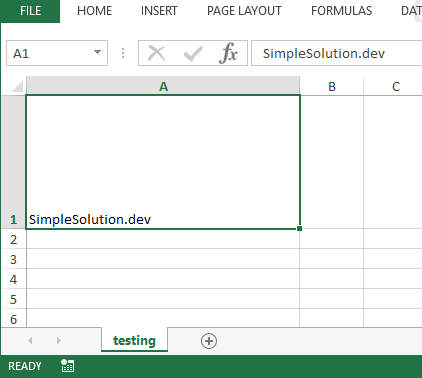 FILE HOME INSERT PAGE LAYOUT FORMULAS DAT
A1 fx SimpleSolution.dev
A B C
1 SimpleSolution.dev
2
3
4
5
6
testing
READY